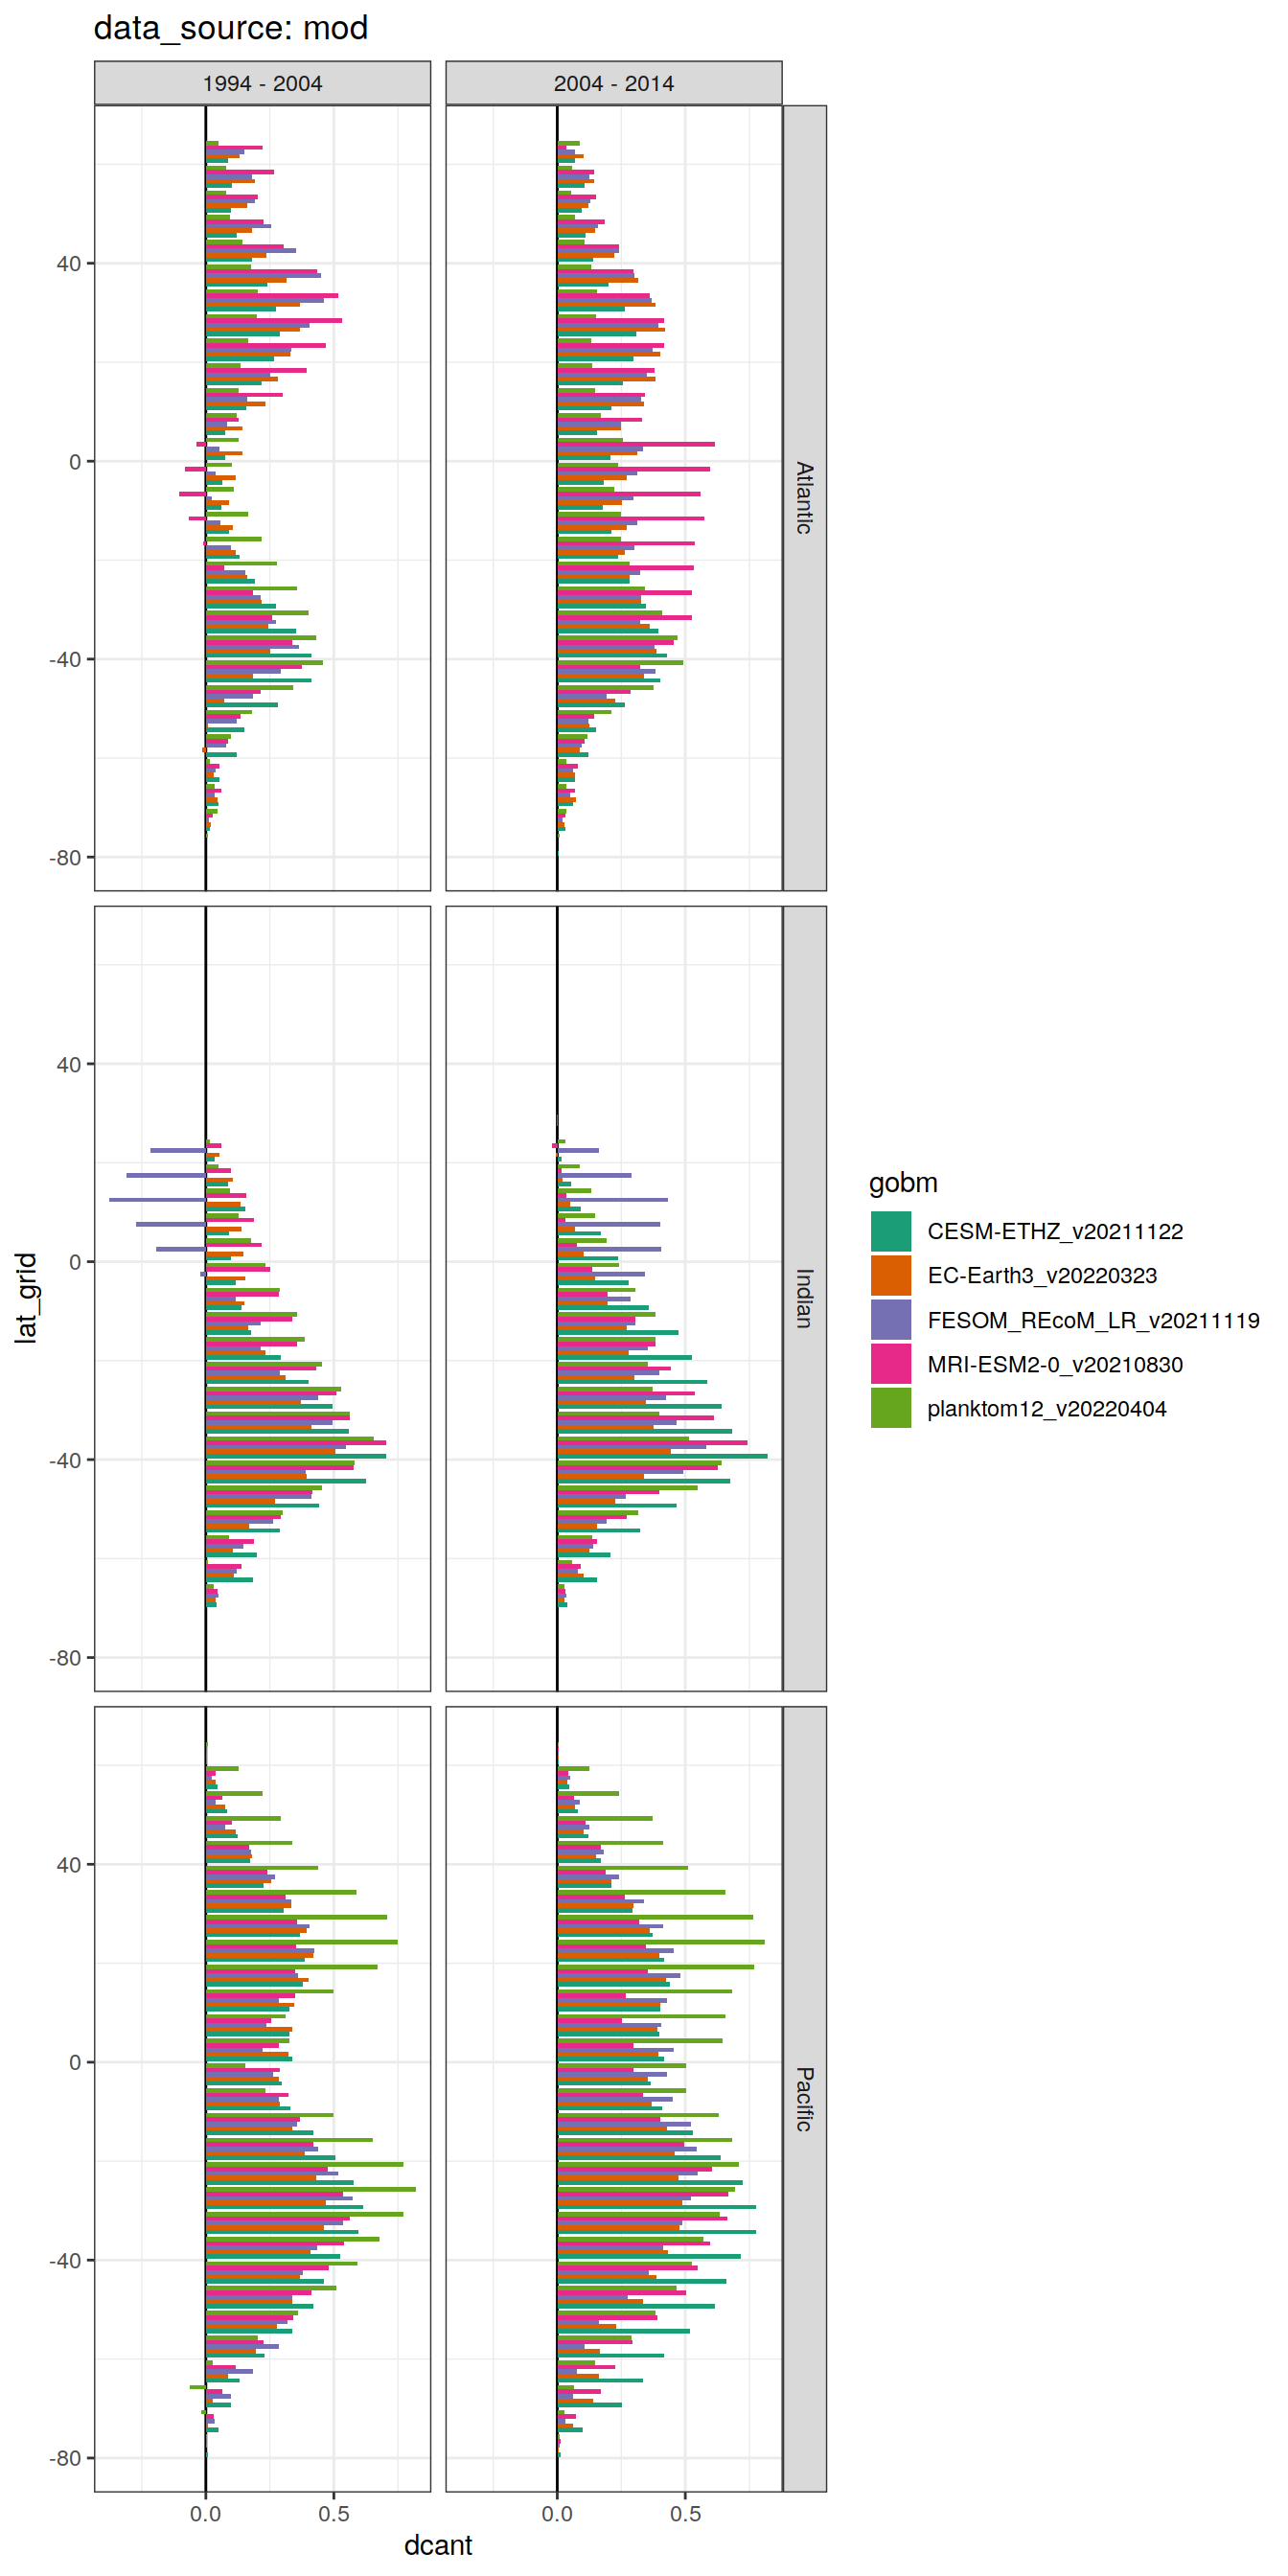 data_source: mod
1994 - 2004
2004 - 2014
40
0
-40
-80
Atlantic
40
0
-40
-80
Indian
40
0
-40
-80
Pacific
0.0
0.5
0.0
0.5
dcant
lat_grid
gobm
CESM-ETHZ_v20211122
EC-Earth3_v20220323
FESOM_REcoM_LR_v20211119
MRI-ESM2-0_v20210830
planktom12_v20220404